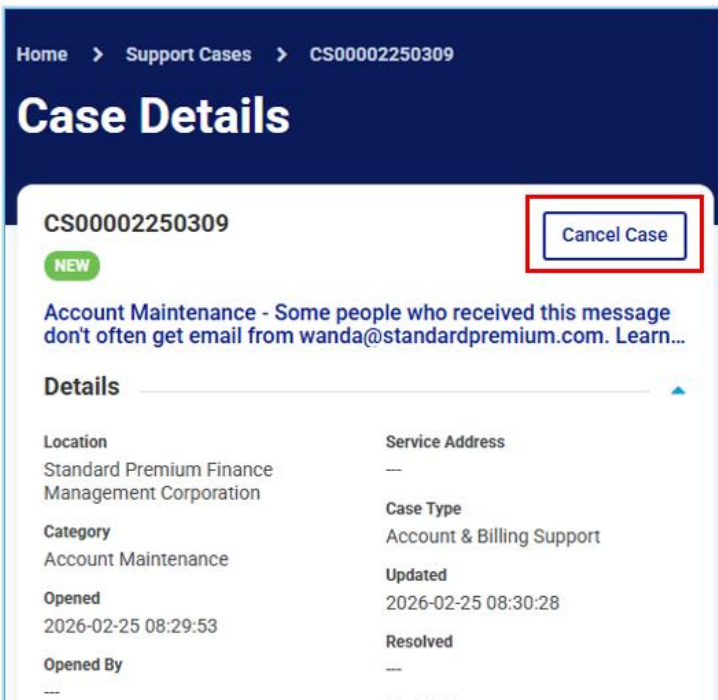 Home > Support Cases > CS00002250309
Case Details
CS00002250309
Cancel Case
NEW
Account Maintenance - Some people who received this message
don't often get email from wanda@standardpremium.com. Learn...
Details
Location
Standard Premium Finance
Management Corporation
Category
Account Maintenance
Opened
2026-02-25 08:29:53
Opened By
---
Service Address
---
Case Type
Account & Billing Support
Updated
2026-02-25 08:30:28
Resolved
---